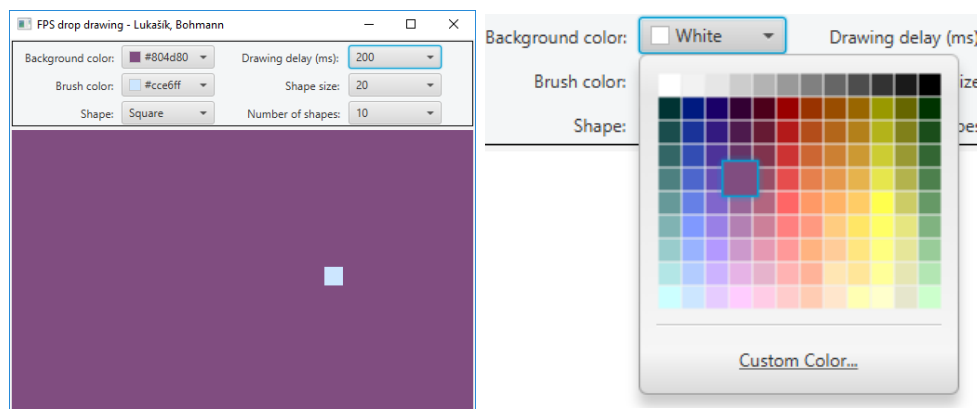 FPS drop drawing - Lukašík, Bohmann
Background color: #804d80 Drawing delay (ms): 200
Brush color: #cce6ff Shape size: 20
Shape: Square Number of shapes: 10
Background color: White Drawing delay (ms)
Brush color:
Shape:
Custom Color...